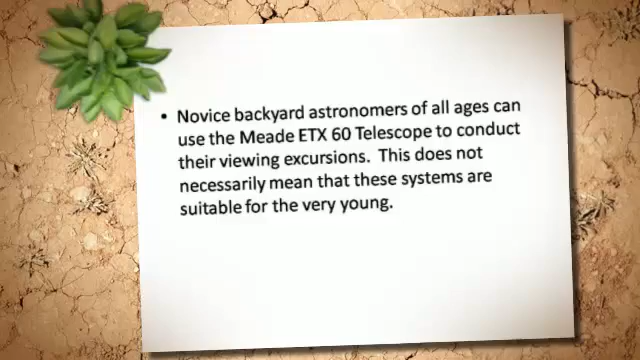 • Novice backyard astronomers of all ages can
use the Meade ETX 60 Telescope to conduct
their viewing excursions.  This does not
necessarily mean that these systems are
suitable for the very young.